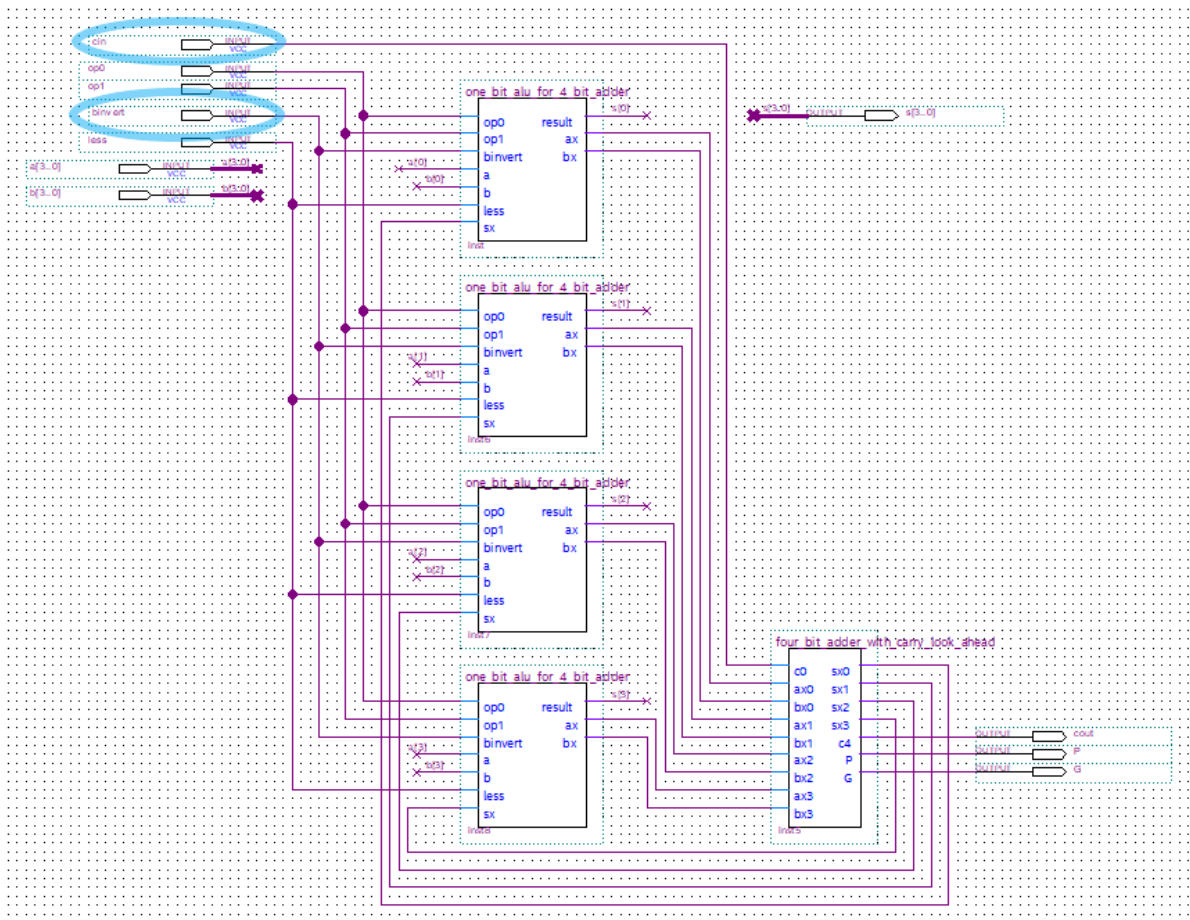 cin INPUT
VCC
op0 INPUT
VCC
op1 INPUT
VCC
binvert INPUT
VCC
less INPUT
VCC
a[3..0] INPUT a[3:0]
VCC
b[3..0] INPUT b[3:0]
VCC
one_bit_alu_for_4_bit_adder
s[0]
op0 result
op1 ax
binvert bx
a[0] a
b[0] b
less
sx
inst
s[3:0] OUTPUT s[3..0]
one_bit_alu_for_4_bit_adder
s[1]
op0 result
op1 ax
binvert bx
a[1] a
b[1] b
less
sx
inst6
one_bit_alu_for_4_bit_adder
s[2]
op0 result
op1 ax
binvert bx
a[2] a
b[2] b
less
sx
inst7
one_bit_alu_for_4_bit_adder
s[3]
op0 result
op1 ax
binvert bx
a[3] a
b[3] b
less
sx
inst8
four_bit_adder_with_carry_look_ahead
c0 sx0
ax0 sx1
bx0 sx2
ax1 sx3
bx1 c4
ax2 P
bx2 G
ax3
bx3
inst5
OUTPUT cout
OUTPUT P
OUTPUT G